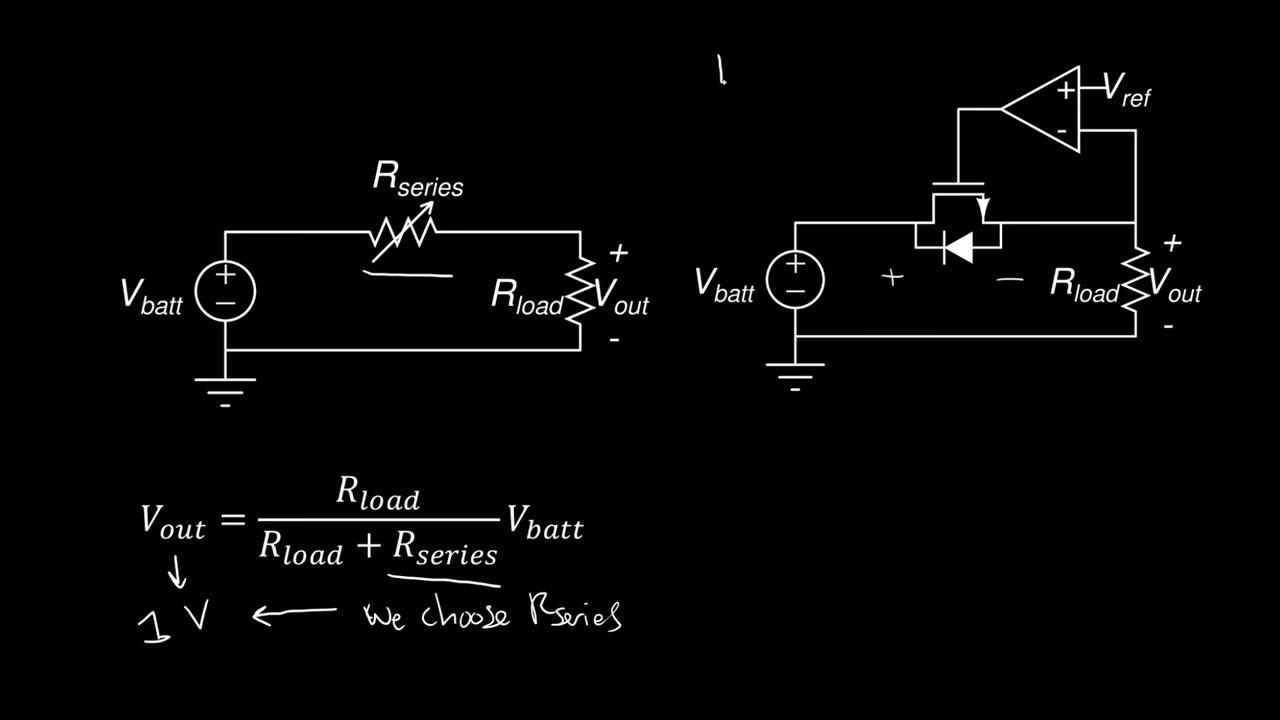 R_series
V_batt
+
−
R_load
+
V_out
-
V_batt
+
−
+
−
+
-
V_ref
R_load
+
V_out
-
V_out = R_load / (R_load + R_series) V_batt
↓
1 V ← we choose Rseries